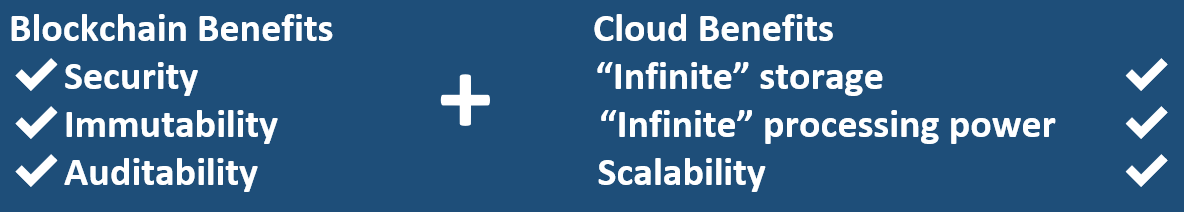 Blockchain Benefits
✔ Security
✔ Immutability
✔ Auditability
+
Cloud Benefits
“Infinite” storage ✔
“Infinite” processing power ✔
Scalability ✔